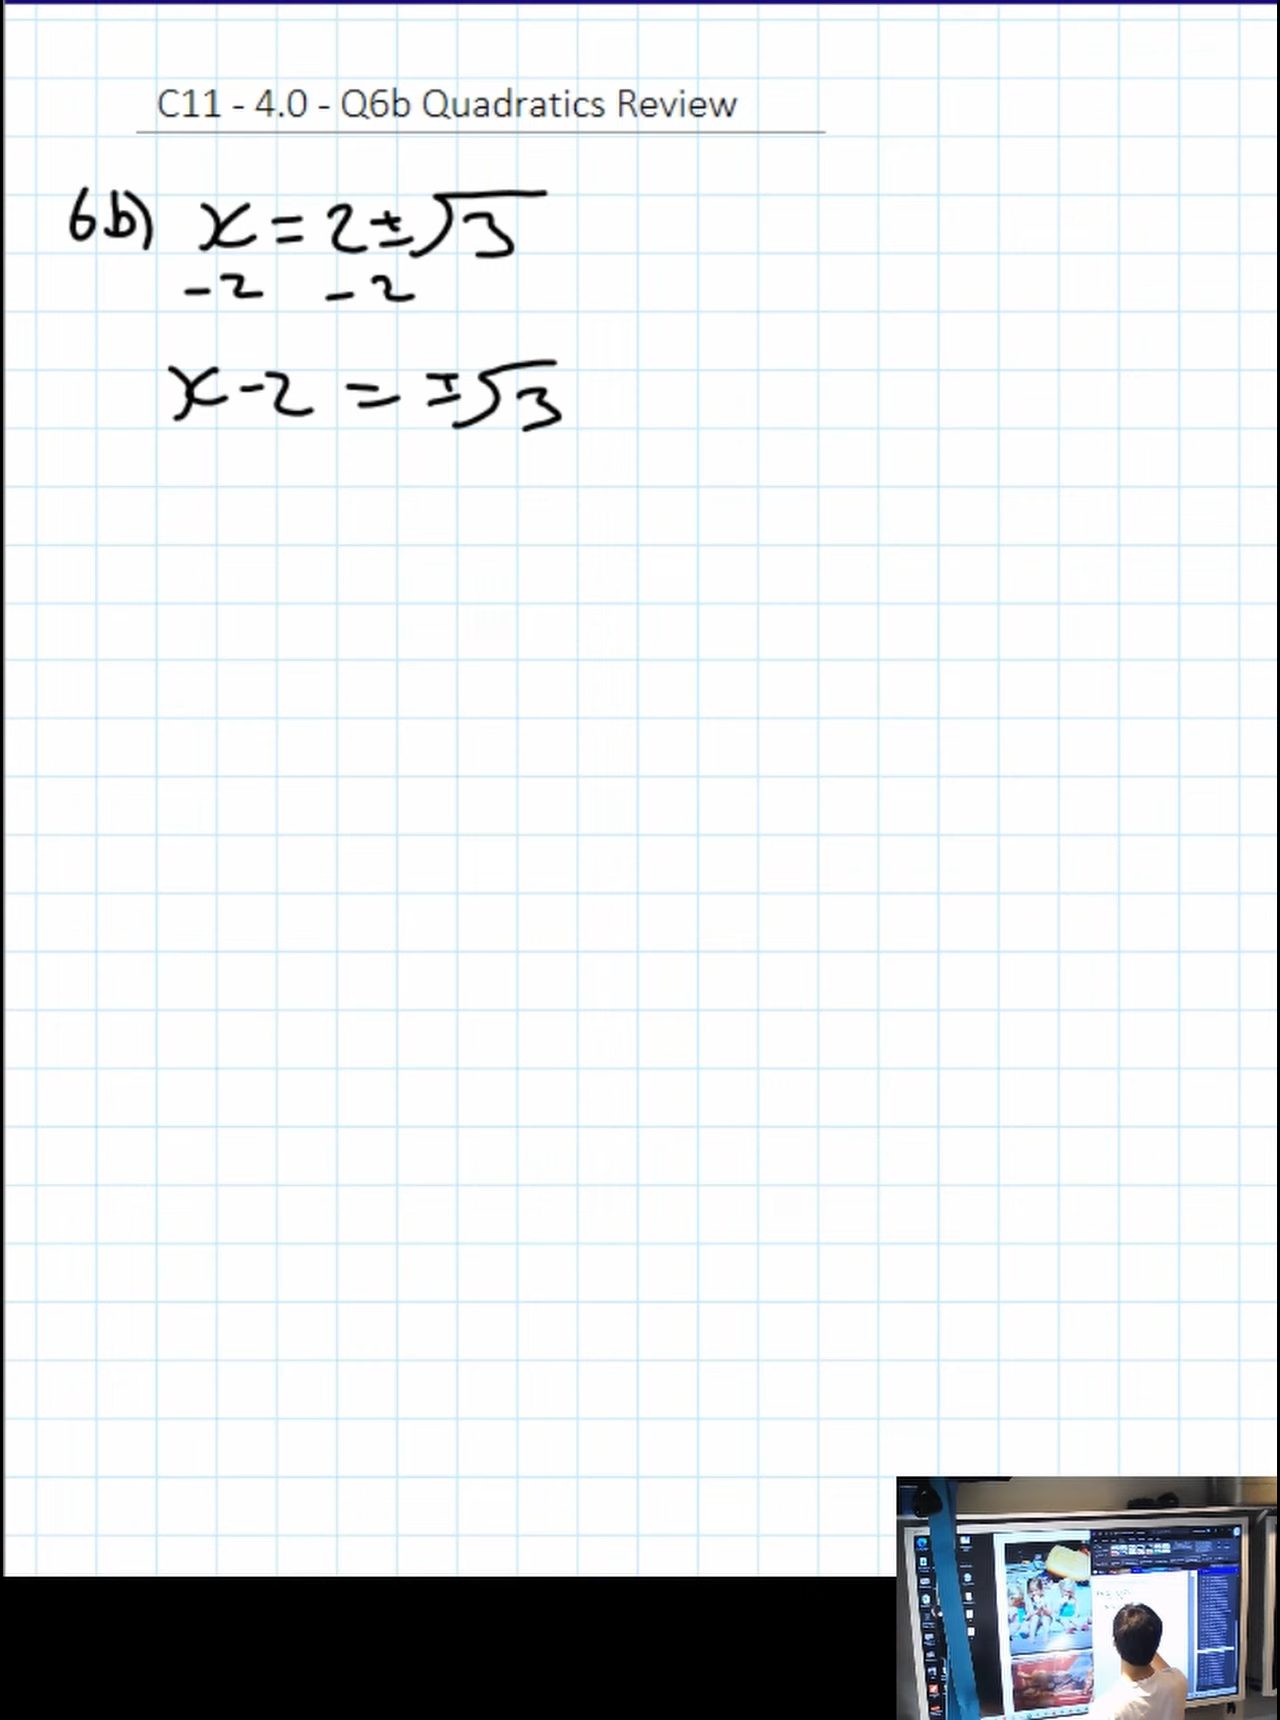 C11 - 4.0 - Q6b Quadratics Review
6b) x = 2 ± √3
-2 -2
x - 2 = ± √3